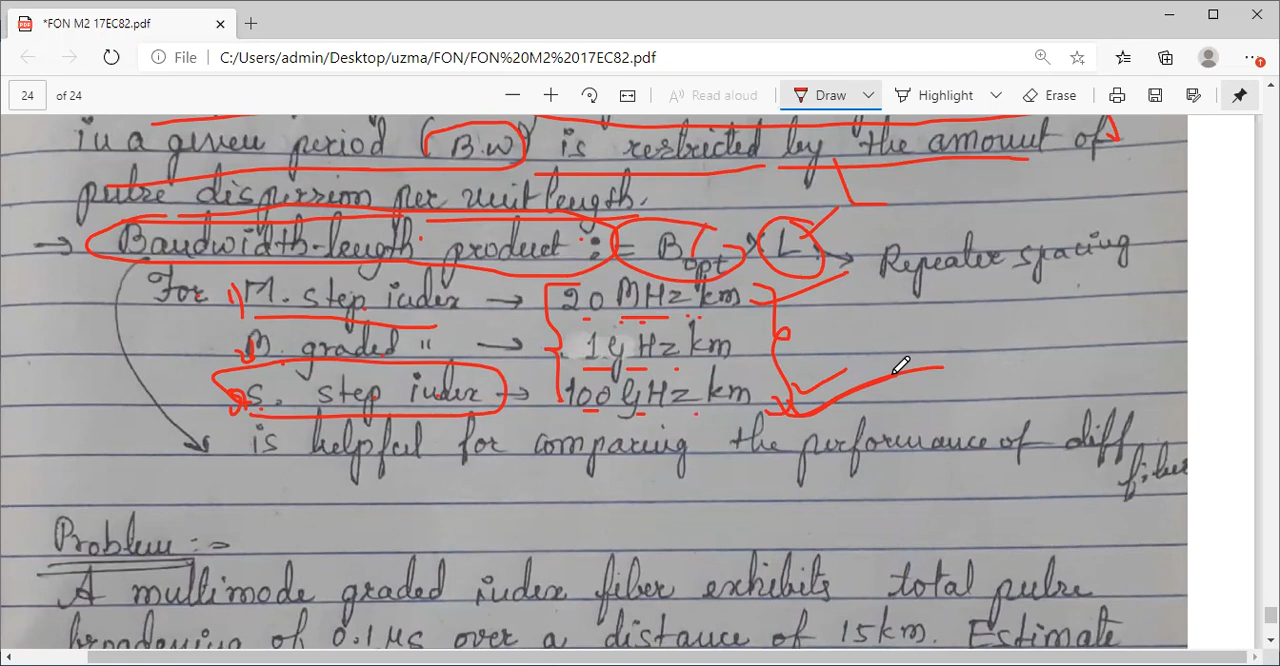 *FON M2 17EC82.pdf
File C:/Users/admin/Desktop/uzma/FON/FON%20M2%2017EC82.pdf
24 of 24 Read aloud Draw Highlight Erase
in a given period (B.W) is restricted by the amount of
pulse dispersion per unit length.
→ Bandwidth-length product := Bopt × L → Repeater spacing
For 1) M. step index → 20 MHz km
2) M. graded " → 1 GHz km
3) S. step index → 100 GHz km
is helpful for comparing the performance of diff
fiber
Problem :-
A multimode graded index fiber exhibits total pulse
broadening of 0.1 μs over a distance of 15km. Estimate